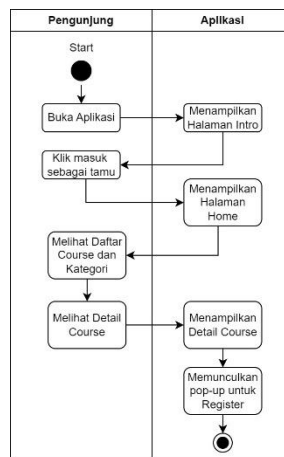 Pengunjung
Aplikasi
Start
Buka Aplikasi
Menampilkan
Halaman Intro
Klik masuk
sebagai tamu
Menampilkan
Halaman
Home
Melihat Daftar
Course dan
Kategori
Melihat Detail
Course
Menampilkan
Detail Course
Memunculkan
pop-up untuk
Register